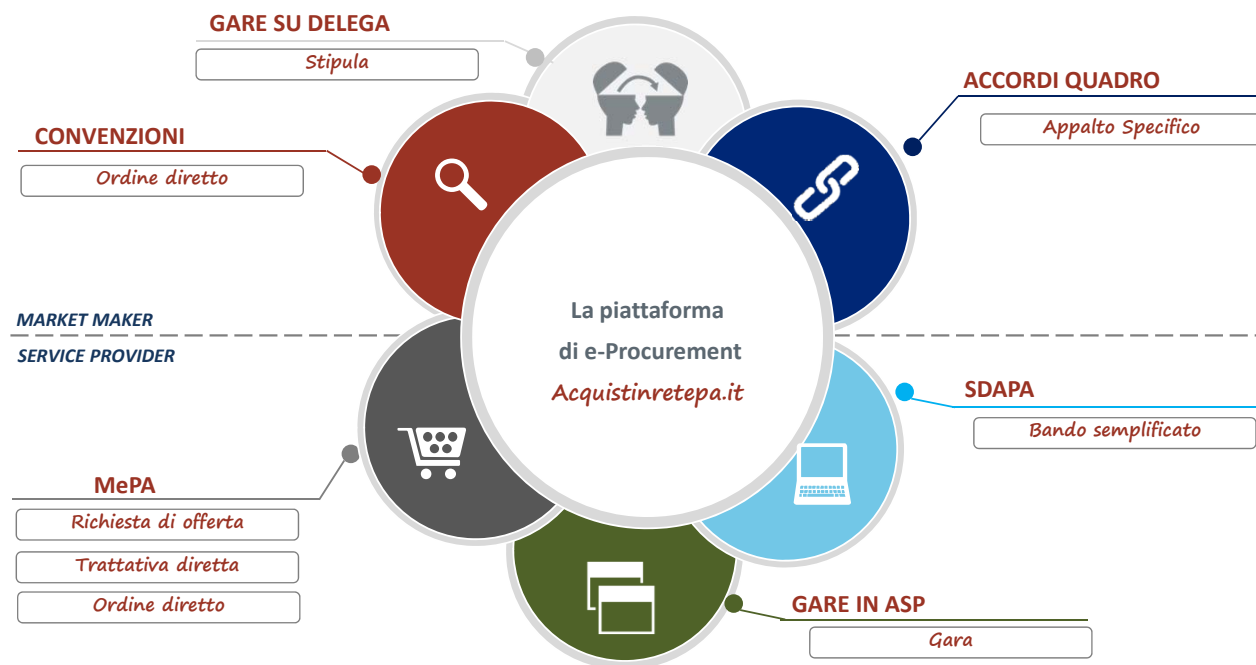 GARE SU DELEGA
Stipula
ACCORDI QUADRO
Appalto Specifico
CONVENZIONI
Ordine diretto
La piattaforma
di e-Procurement
Acquistinretepa.it
MARKET MAKER
SERVICE PROVIDER
SDAPA
Bando semplificato
MePA
Richiesta di offerta
Trattativa diretta
Ordine diretto
GARE IN ASP
Gara